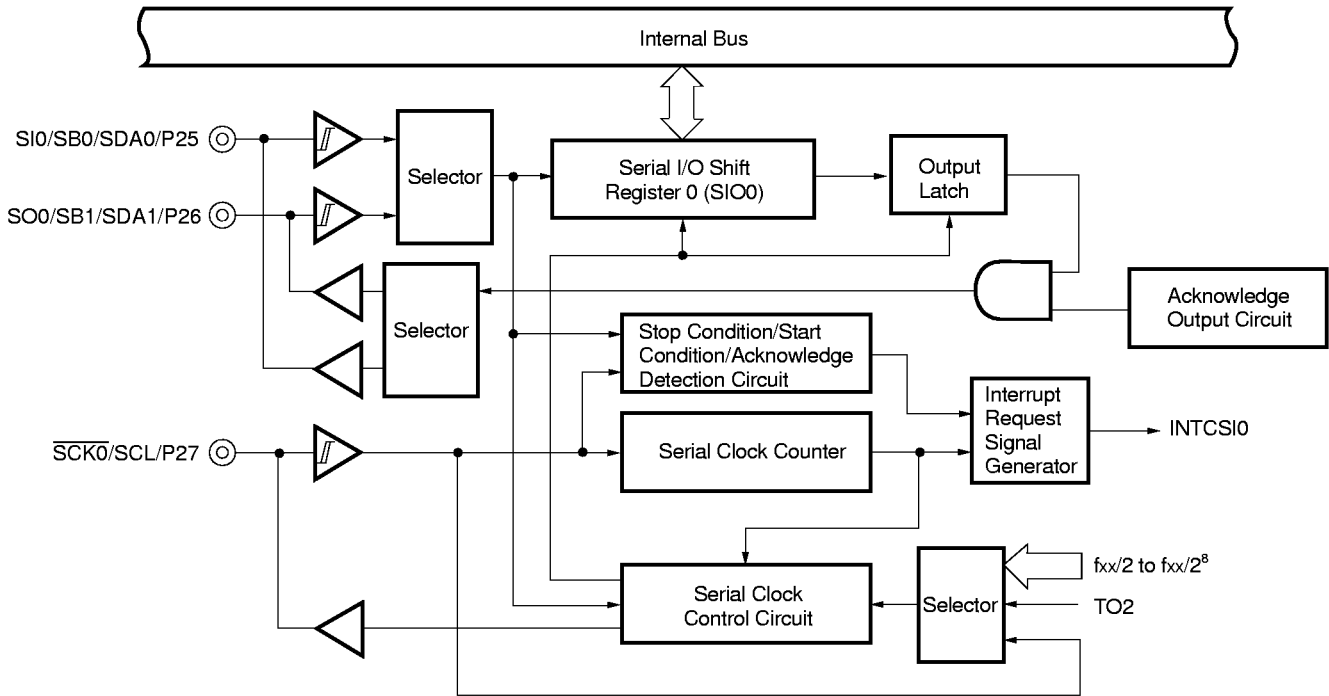 Internal Bus
SI0/SB0/SDA0/P25
SO0/SB1/SDA1/P26
Selector
Serial I/O Shift
Register 0 (SIO0)
Output
Latch
Selector
Acknowledge
Output Circuit
Stop Condition/Start
Condition/Acknowledge
Detection Circuit
Interrupt
Request
Signal
Generator
INTCSI0
S̅C̅K̅0̅/SCL/P27
Serial Clock Counter
Serial Clock
Control Circuit
Selector
fxx/2 to fxx/2⁸
TO2